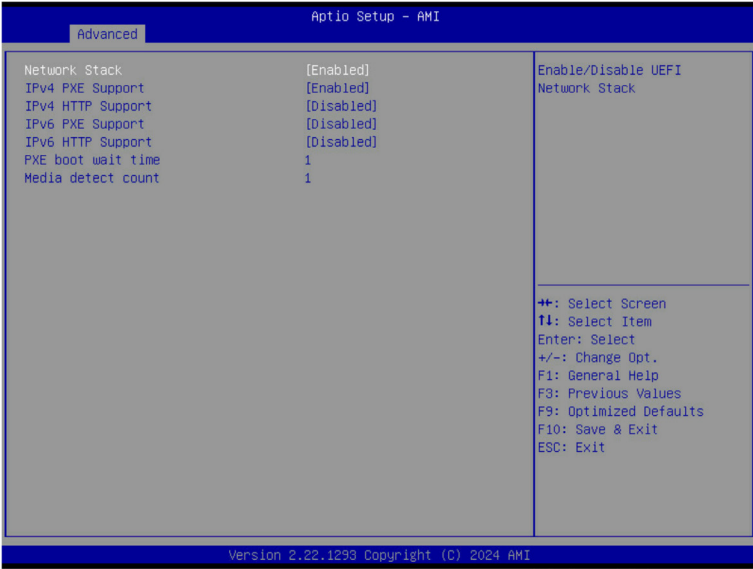 Aptio Setup – AMI
Advanced
Network Stack [Enabled]
IPv4 PXE Support [Enabled]
IPv4 HTTP Support [Disabled]
IPv6 PXE Support [Disabled]
IPv6 HTTP Support [Disabled]
PXE boot wait time 1
Media detect count 1
Enable/Disable UEFI
Network Stack
→←: Select Screen
↑↓: Select Item
Enter: Select
+/-: Change Opt.
F1: General Help
F3: Previous Values
F9: Optimized Defaults
F10: Save & Exit
ESC: Exit
Version 2.22.1293 Copyright (C) 2024 AMI